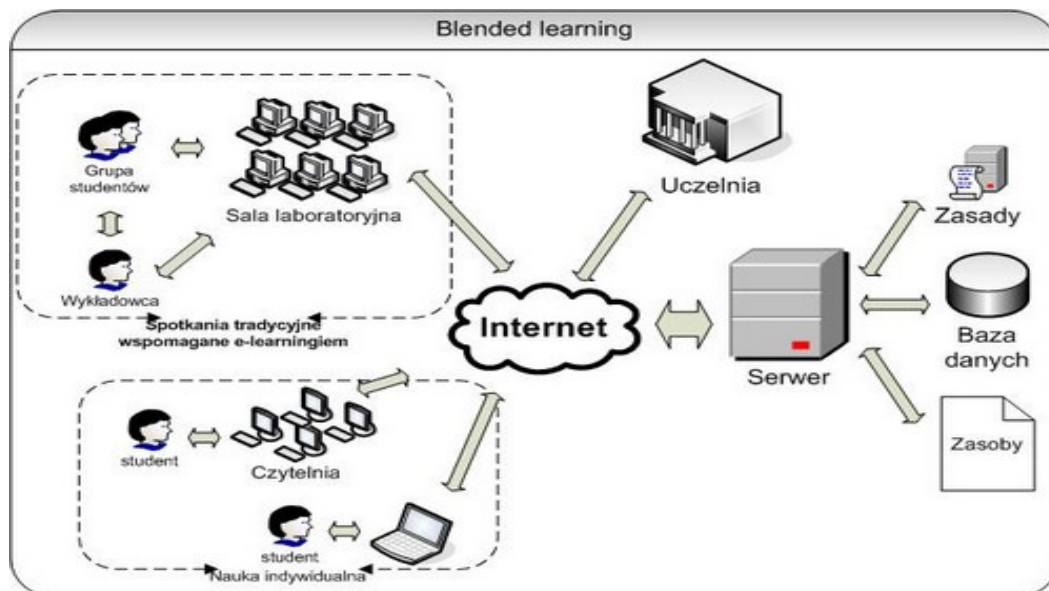 Blended learning
Grupa
studentów
Sala laboratoryjna
Wykładowca
Spotkania tradycyjne
wspomagane e-learningiem
Uczelnia
Internet
Serwer
Zasady
Baza
danych
Zasoby
student
Czytelnia
student
Nauka indywidualna